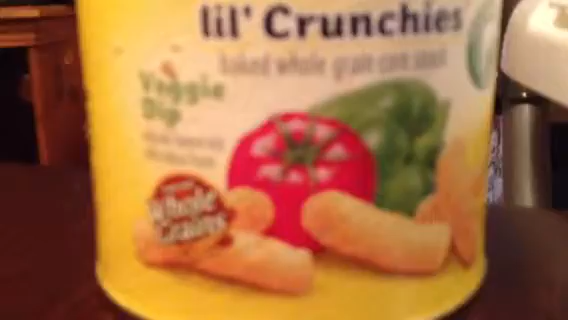 lil' Crunchies
baked whole grain corn snack
Veggie
Dip
Whole
Grains